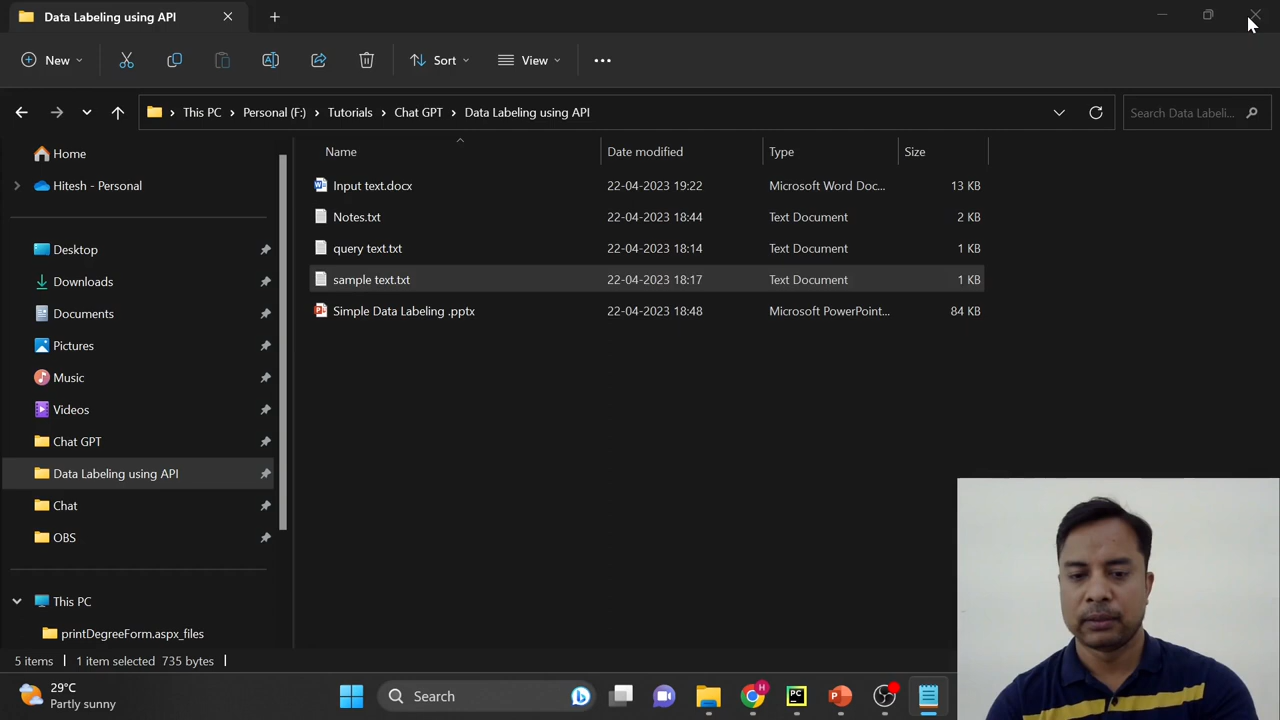 Data Labeling using API
New
Sort
View
This PC > Personal (F:) > Tutorials > Chat GPT > Data Labeling using API
Search Data Labeli...
Name Date modified Type Size
Home
Hitesh - Personal
Desktop
Downloads
Documents
Pictures
Music
Videos
Chat GPT
Data Labeling using API
Chat
OBS
This PC
printDegreeForm.aspx_files
Input text.docx 22-04-2023 19:22 Microsoft Word Doc... 13 KB
Notes.txt 22-04-2023 18:44 Text Document 2 KB
query text.txt 22-04-2023 18:14 Text Document 1 KB
sample text.txt 22-04-2023 18:17 Text Document 1 KB
Simple Data Labeling .pptx 22-04-2023 18:48 Microsoft PowerPoint... 84 KB
5 items 1 item selected 735 bytes
29°C
Partly sunny
Search
H
PC
P